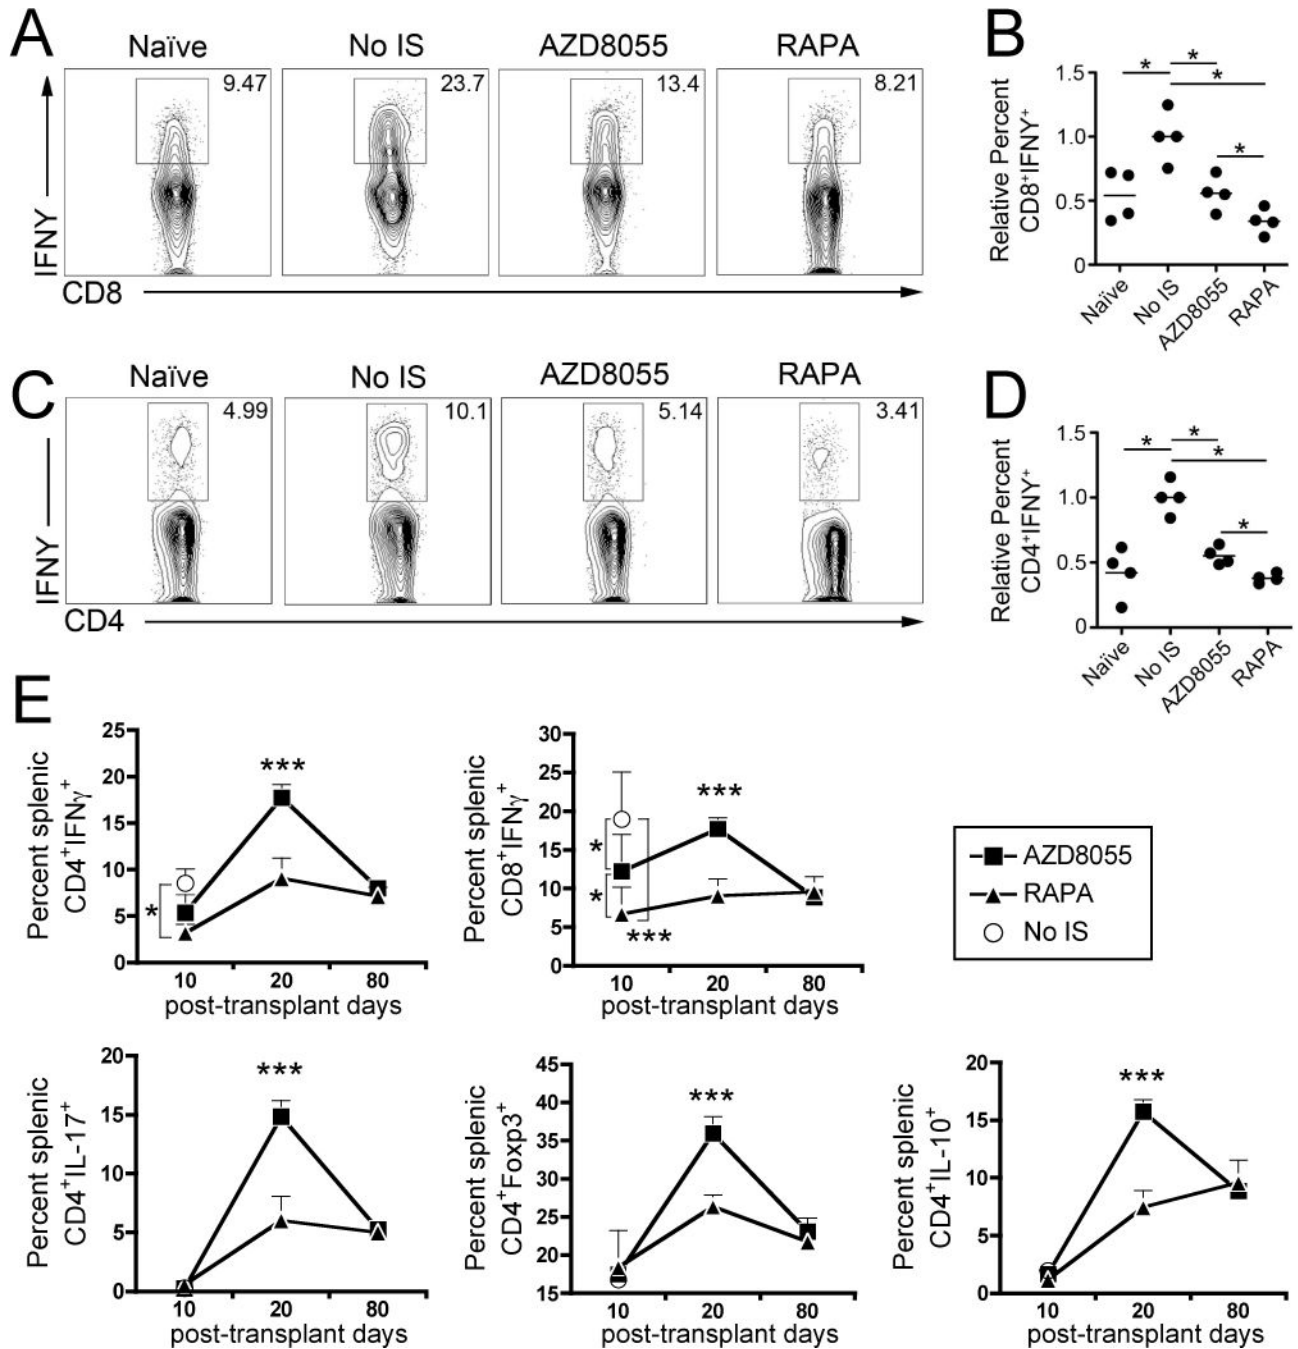 A
Naïve
No IS
AZD8055
RAPA
9.47
23.7
13.4
8.21
IFNY
CD8
B
Relative Percent
CD8⁺IFNY⁺
1.5
1.0
0.5
0
*
*
*
*
Naïve
No IS
AZD8055
RAPA
C
Naïve
No IS
AZD8055
RAPA
4.99
10.1
5.14
3.41
IFNY
CD4
D
Relative Percent
CD4⁺IFNY⁺
1.5
1.0
0.5
0
*
*
*
*
Naïve
No IS
AZD8055
RAPA
E
Percent splenic
CD4⁺IFNγ⁺
25
20
15
10
5
0
***
*
10 20 80
post-transplant days
Percent splenic
CD8⁺IFNγ⁺
30
25
20
15
10
5
0
***
*
*
***
10 20 80
post-transplant days
AZD8055
RAPA
No IS
Percent splenic
CD4⁺IL-17⁺
20
15
10
5
0
***
10 20 80
post-transplant days
Percent splenic
CD4⁺Foxp3⁺
45
40
35
30
25
20
15
***
10 20 80
post-transplant days
Percent splenic
CD4⁺IL-10⁺
20
15
10
5
0
***
10 20 80
post-transplant days